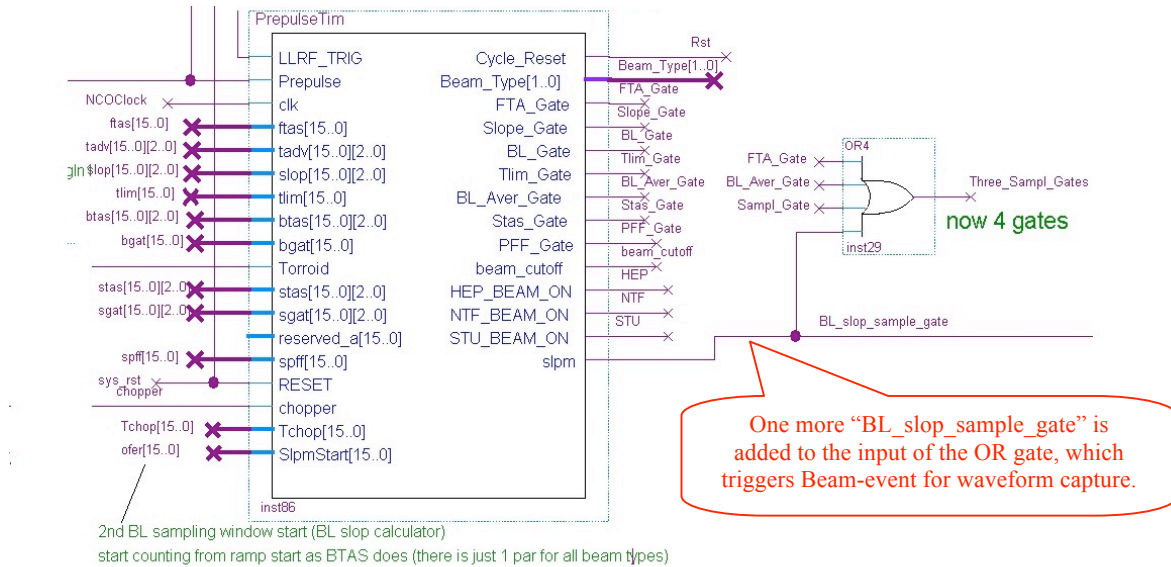 PrepulseTim
LLRF_TRIG
Prepulse
clk
ftas[15..0]
tadv[15..0][2..0]
slop[15..0][2..0]
tlim[15..0]
btas[15..0][2..0]
bgat[15..0]
Torroid
stas[15..0][2..0]
sgat[15..0][2..0]
reserved_a[15..0]
spff[15..0]
RESET
chopper
Tchop[15..0]
SlpmStart[15..0]
Cycle_Reset
Beam_Type[1..0]
FTA_Gate
Slope_Gate
BL_Gate
Tlim_Gate
BL_Aver_Gate
Stas_Gate
PFF_Gate
beam_cutoff
HEP_BEAM_ON
NTF_BEAM_ON
STU_BEAM_ON
slpm
inst86
NCOClock
ftas[15..0]
tadv[15..0][2..0]
slop[15..0][2..0]
tlim[15..0]
btas[15..0][2..0]
bgat[15..0]
stas[15..0][2..0]
sgat[15..0][2..0]
spff[15..0]
sys_rst
chopper
Tchop[15..0]
ofer[15..0]
Rst
Beam_Type[1..0]
FTA_Gate
Slope_Gate
BL_Gate
Tlim_Gate
BL_Aver_Gate
Stas_Gate
PFF_Gate
beam_cutoff
HEP
NTF
STU
BL_slop_sample_gate
OR4
FTA_Gate
BL_Aver_Gate
Sampl_Gate
Three_Sampl_Gates
inst29
now 4 gates
One more “BL_slop_sample_gate” is
added to the input of the OR gate, which
triggers Beam-event for waveform capture.
2nd BL sampling window start (BL slop calculator)
start counting from ramp start as BTAS does (there is just 1 par for all beam types)